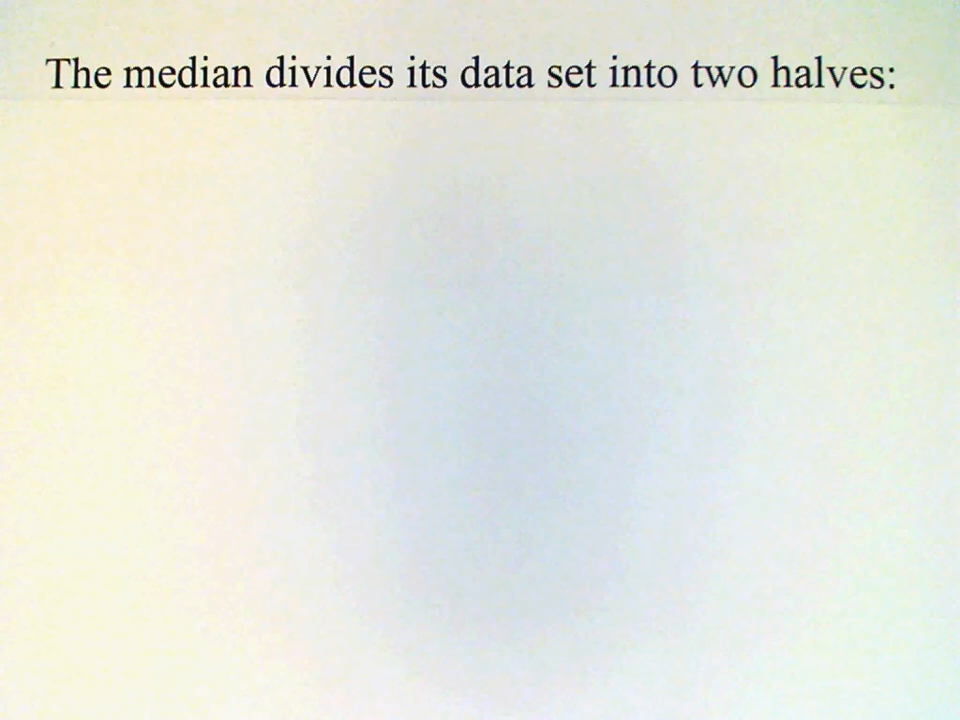 The median divides its data set into two halves: